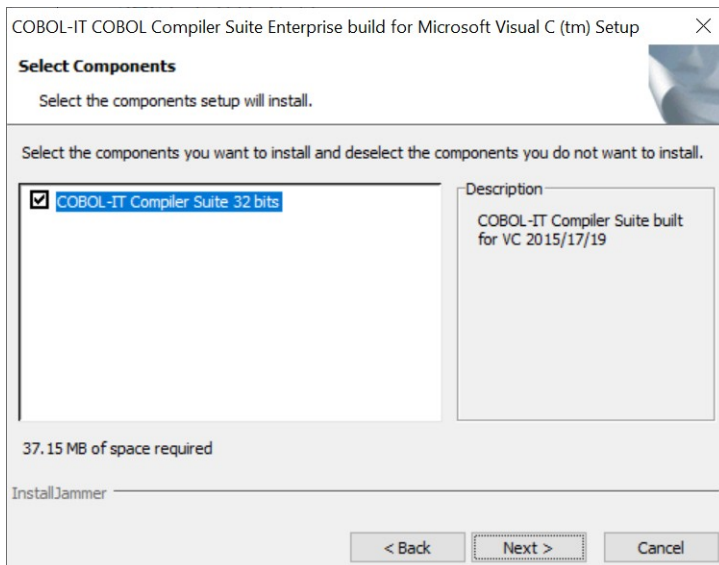 COBOL-IT COBOL Compiler Suite Enterprise build for Microsoft Visual C (tm) Setup
Select Components
Select the components setup will install.
Select the components you want to install and deselect the components you do not want to install.
COBOL-IT Compiler Suite 32 bits
Description
COBOL-IT Compiler Suite built
for VC 2015/17/19
37.15 MB of space required
InstallJammer
< Back
Next >
Cancel